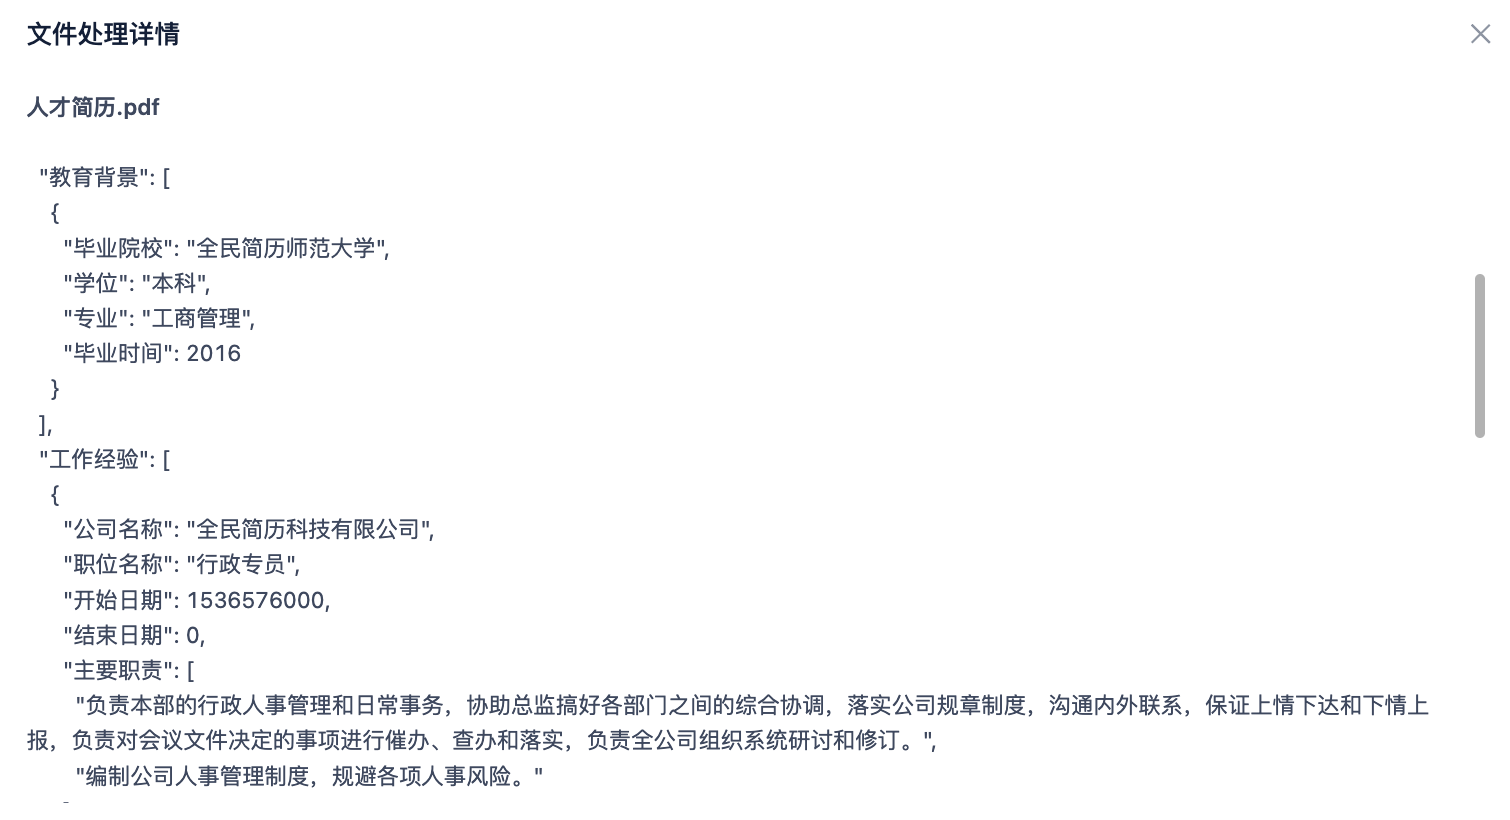 文件处理详情
人才简历.pdf
"教育背景": [
{
"毕业院校": "全民简历师范大学",
"学位": "本科",
"专业": "工商管理",
"毕业时间": 2016
}
],
"工作经验": [
{
"公司名称": "全民简历科技有限公司",
"职位名称": "行政专员",
"开始日期": 1536576000,
"结束日期": 0,
"主要职责": [
"负责本部的行政人事管理和日常事务，协助总监搞好各部门之间的综合协调，落实公司规章制度，沟通内外联系，保证上情下达和下情上
报，负责对会议文件决定的事项进行催办、查办和落实，负责全公司组织系统研讨和修订。",
"编制公司人事管理制度，规避各项人事风险。"